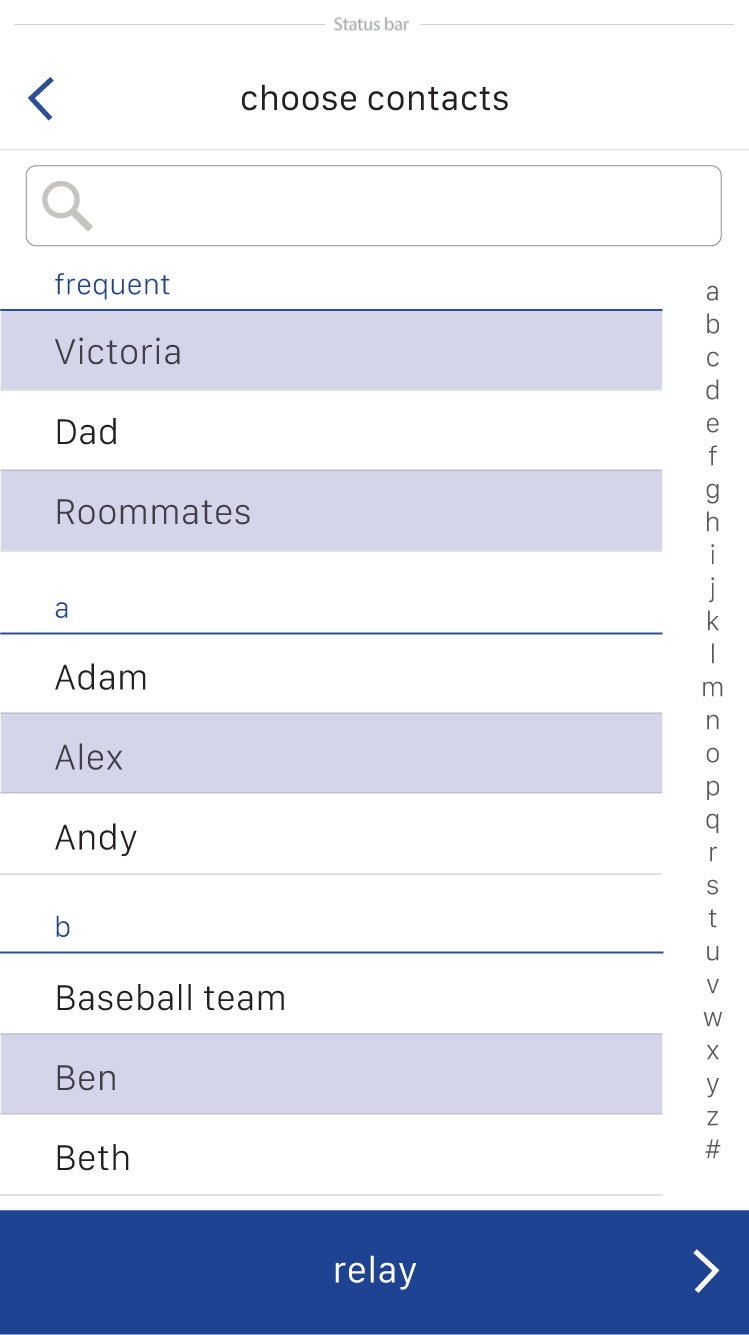 Status bar
choose contacts
frequent
Victoria
Dad
Roommates
a
Adam
Alex
Andy
b
Baseball team
Ben
Beth
a
b
c
d
e
f
g
h
i
j
k
l
m
n
o
p
q
r
s
t
u
v
w
x
y
z
#
relay